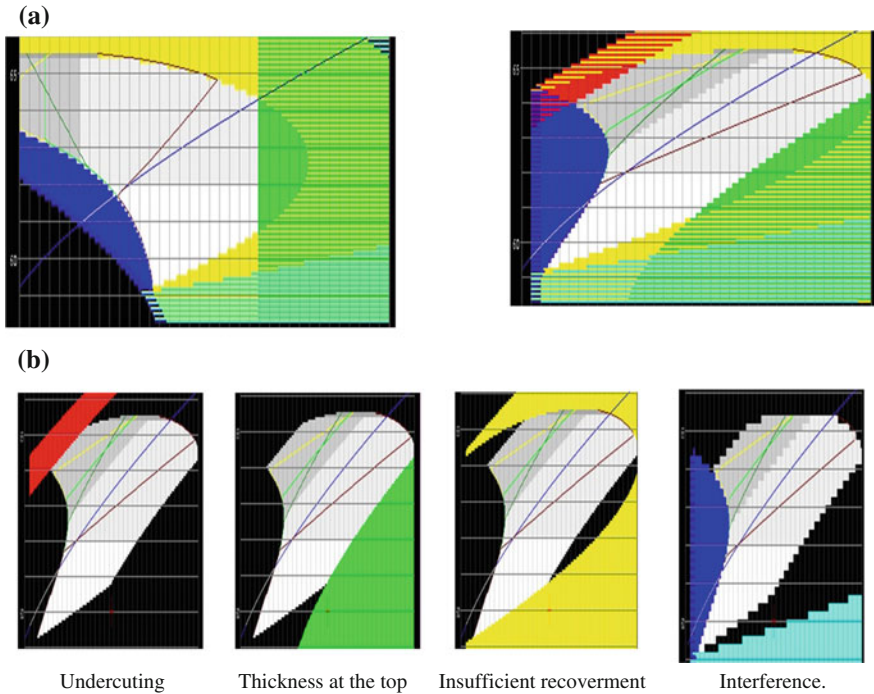 (a)
(b)
Undercuting
Thickness at the top
Insufficient recoverment
Interference.